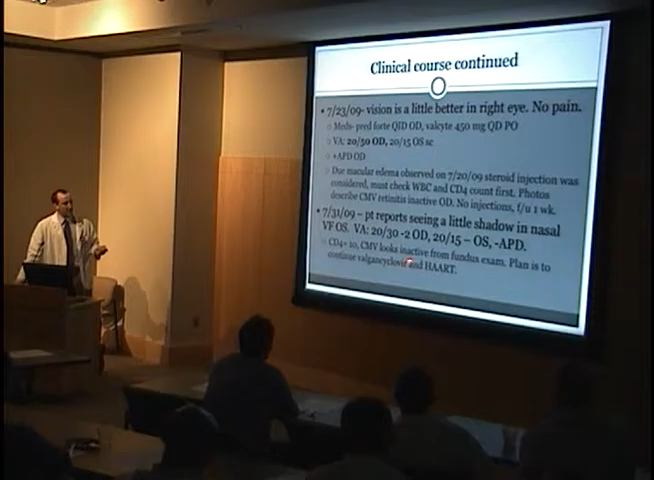 Clinical course continued
• 7/23/09- vision is a little better in right eye. No pain.
Meds- pred forte QID OD, valcyte 450 mg QD PO
VA: 20/50 OD, 20/15 OS sc
+APD OD
Due macular edema observed on 7/20/09 steroid injection was
considered, must check WBC and CD4 count first. Photos
describe CMV retinitis inactive OD. No injections, f/u 1 wk.
• 7/31/09 – pt reports seeing a little shadow in nasal
VF OS. VA: 20/30 -2 OD, 20/15 – OS, -APD.
CD4+ 10, CMV looks inactive from fundus exam. Plan is to
continue valgancyclovir and HAART.